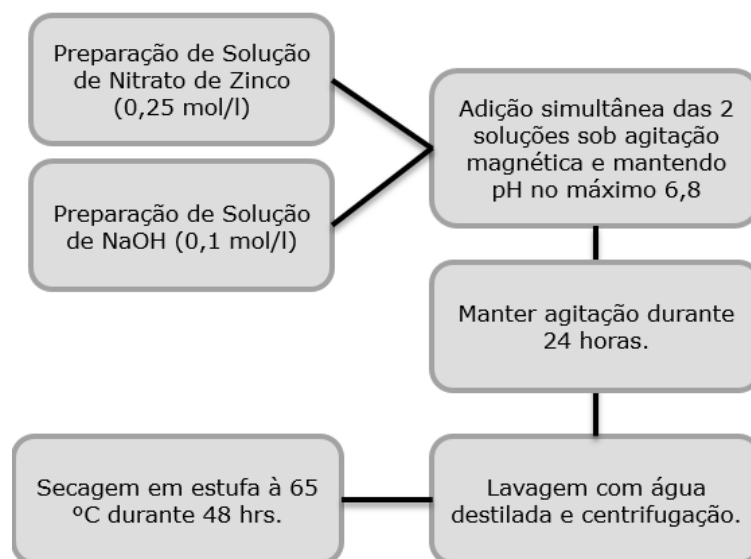 Preparação de Solução
de Nitrato de Zinco
(0,25 mol/l)
Preparação de Solução
de NaOH (0,1 mol/l)
Adição simultânea das 2
soluções sob agitação
magnética e mantendo
pH no máximo 6,8
Manter agitação durante
24 horas.
Lavagem com água
destilada e centrifugação.
Secagem em estufa à 65
ºC durante 48 hrs.